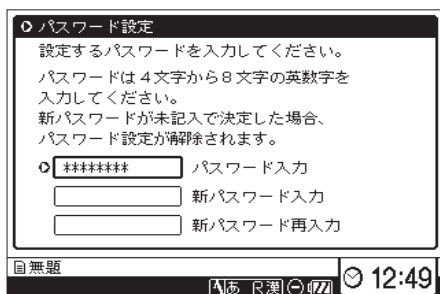 パスワード設定
設定するパスワードを入力してください。
パスワードは4文字から8文字の英数字を
入力してください。
新パスワードが未記入で決定した場合、
パスワード設定が解除されます。
******** パスワード入力
新パスワード入力
新パスワード再入力
無題
Aあ R漢
12:49